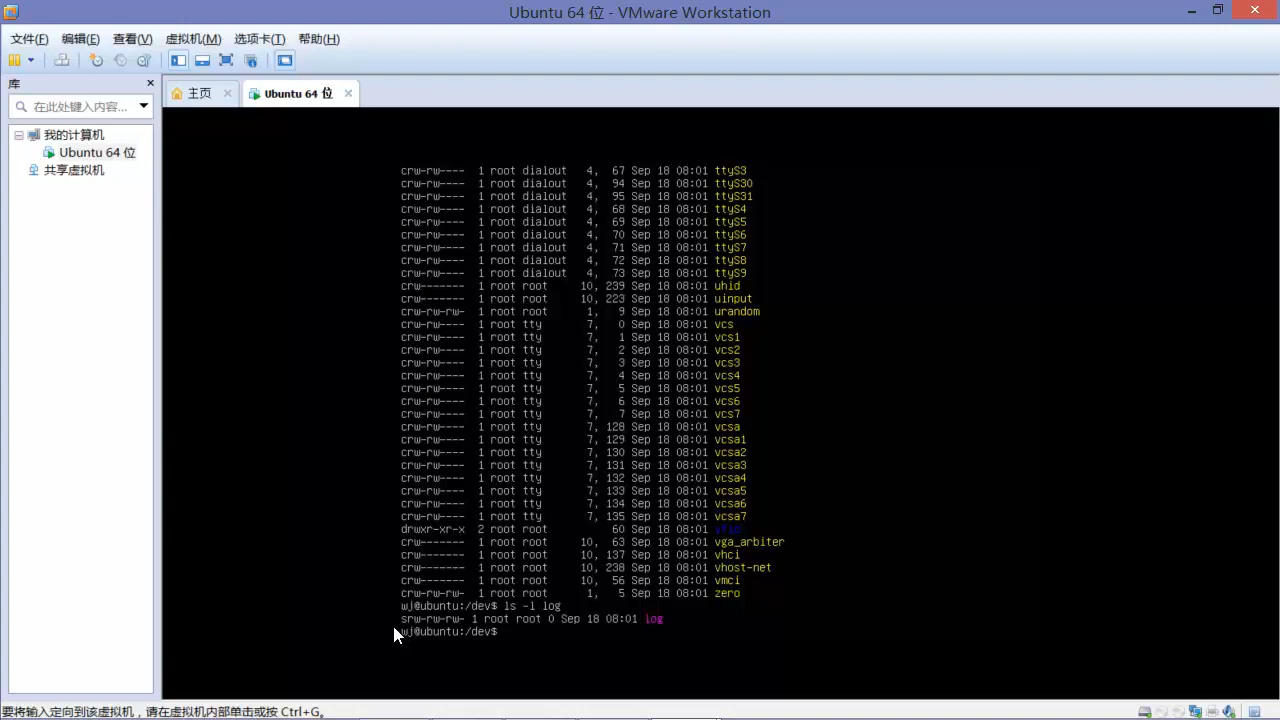 Ubuntu 64 位 - VMware Workstation
文件(F) 编辑(E) 查看(V) 虚拟机(M) 选项卡(T) 帮助(H)
库
在此处键入内容...
我的计算机
Ubuntu 64 位
共享虚拟机
主页 Ubuntu 64 位
crw-rw---- 1 root dialout 4, 67 Sep 18 08:01 ttyS3
crw-rw---- 1 root dialout 4, 94 Sep 18 08:01 ttyS30
crw-rw---- 1 root dialout 4, 95 Sep 18 08:01 ttyS31
crw-rw---- 1 root dialout 4, 68 Sep 18 08:01 ttyS4
crw-rw---- 1 root dialout 4, 69 Sep 18 08:01 ttyS5
crw-rw---- 1 root dialout 4, 70 Sep 18 08:01 ttyS6
crw-rw---- 1 root dialout 4, 71 Sep 18 08:01 ttyS7
crw-rw---- 1 root dialout 4, 72 Sep 18 08:01 ttyS8
crw-rw---- 1 root dialout 4, 73 Sep 18 08:01 ttyS9
crw------- 1 root root 10, 239 Sep 18 08:01 uhid
crw------- 1 root root 10, 223 Sep 18 08:01 uinput
crw-rw-rw- 1 root root 1, 9 Sep 18 08:01 urandom
crw-rw---- 1 root tty 7, 0 Sep 18 08:01 vcs
crw-rw---- 1 root tty 7, 1 Sep 18 08:01 vcs1
crw-rw---- 1 root tty 7, 2 Sep 18 08:01 vcs2
crw-rw---- 1 root tty 7, 3 Sep 18 08:01 vcs3
crw-rw---- 1 root tty 7, 4 Sep 18 08:01 vcs4
crw-rw---- 1 root tty 7, 5 Sep 18 08:01 vcs5
crw-rw---- 1 root tty 7, 6 Sep 18 08:01 vcs6
crw-rw---- 1 root tty 7, 7 Sep 18 08:01 vcs7
crw-rw---- 1 root tty 7, 128 Sep 18 08:01 vcsa
crw-rw---- 1 root tty 7, 129 Sep 18 08:01 vcsa1
crw-rw---- 1 root tty 7, 130 Sep 18 08:01 vcsa2
crw-rw---- 1 root tty 7, 131 Sep 18 08:01 vcsa3
crw-rw---- 1 root tty 7, 132 Sep 18 08:01 vcsa4
crw-rw---- 1 root tty 7, 133 Sep 18 08:01 vcsa5
crw-rw---- 1 root tty 7, 134 Sep 18 08:01 vcsa6
crw-rw---- 1 root tty 7, 135 Sep 18 08:01 vcsa7
drwxr-xr-x 2 root root 60 Sep 18 08:01
crw------- 1 root root 10, 63 Sep 18 08:01 vga_arbiter
crw------- 1 root root 10, 137 Sep 18 08:01 vhci
crw------- 1 root root 10, 238 Sep 18 08:01 vhost-net
crw------- 1 root root 10, 56 Sep 18 08:01 vmci
crw-rw-rw- 1 root root 1, 5 Sep 18 08:01 zero
wj@ubuntu:/dev$ ls -l log
srw-rw-rw- 1 root root 0 Sep 18 08:01 log
wj@ubuntu:/dev$
要将输入定向到该虚拟机，请在虚拟机内部单击或按 Ctrl+G。